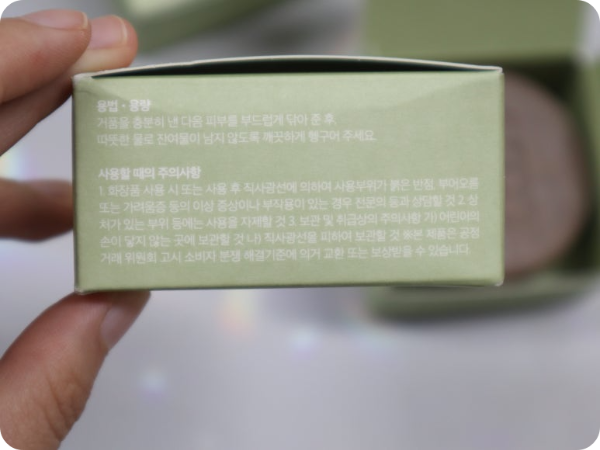 용법 · 용량
거품을 충분히 낸 다음 피부를 부드럽게 닦아 준 후,
따뜻한 물로 잔여물이 남지 않도록 깨끗하게 헹구어 주세요.
사용할 때의 주의사항
1. 화장품 사용 시 또는 사용 후 직사광선에 의하여 사용부위가 붉은 반점, 부어오름
또는 가려움증 등의 이상 증상이나 부작용이 있는 경우 전문의 등과 상담할 것 2. 상
처가 있는 부위 등에는 사용을 자제할 것 3. 보관 및 취급상의 주의사항 가) 어린이의
손이 닿지 않는 곳에 보관할 것 나) 직사광선을 피하여 보관할 것 ※본 제품은 공정
거래 위원회 고시 소비자 분쟁 해결기준에 의거 교환 또는 보상받을 수 있습니다.